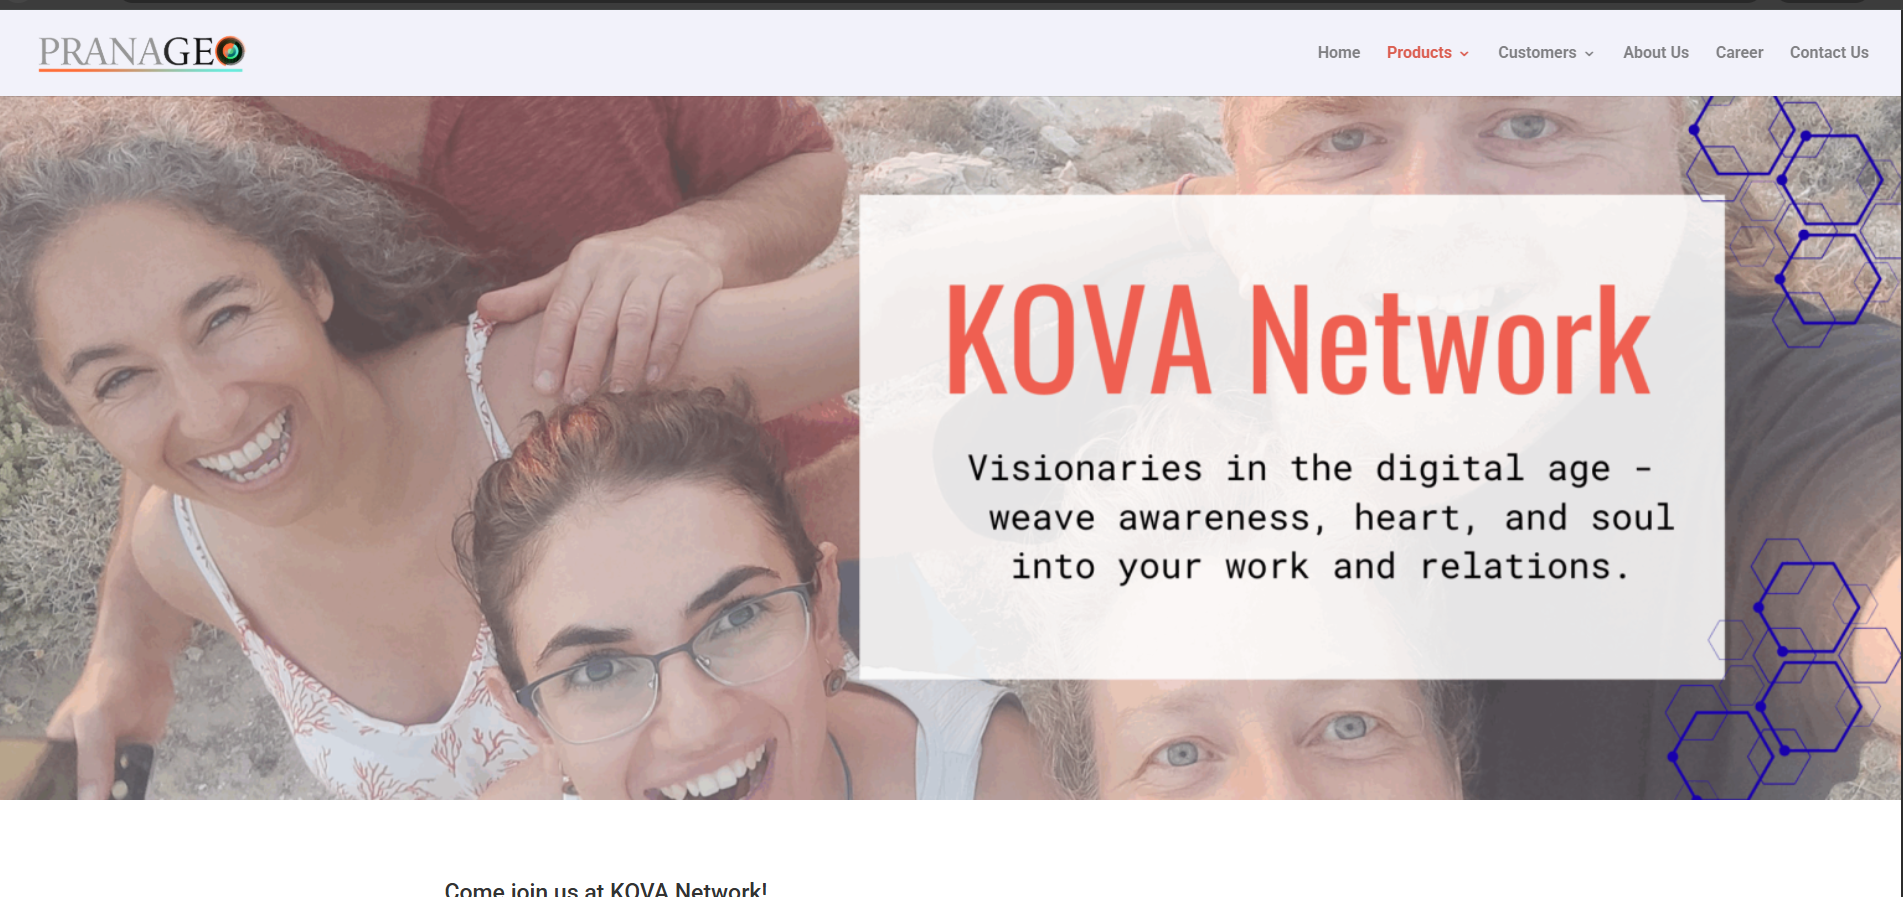 PRANAGEO
Home
Products
Customers
About Us
Career
Contact Us
KOVA Network
Visionaries in the digital age -
weave awareness, heart, and soul
into your work and relations.
Come join us at KOVA Network!